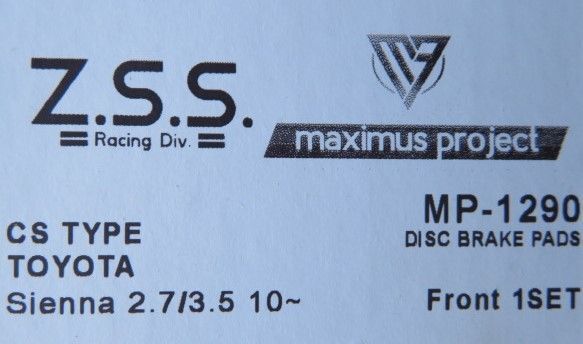 Z.S.S.
Racing Div.
maximus project
MP-1290
DISC BRAKE PADS
CS TYPE
TOYOTA
Sienna 2.7/3.5 10~
Front 1SET